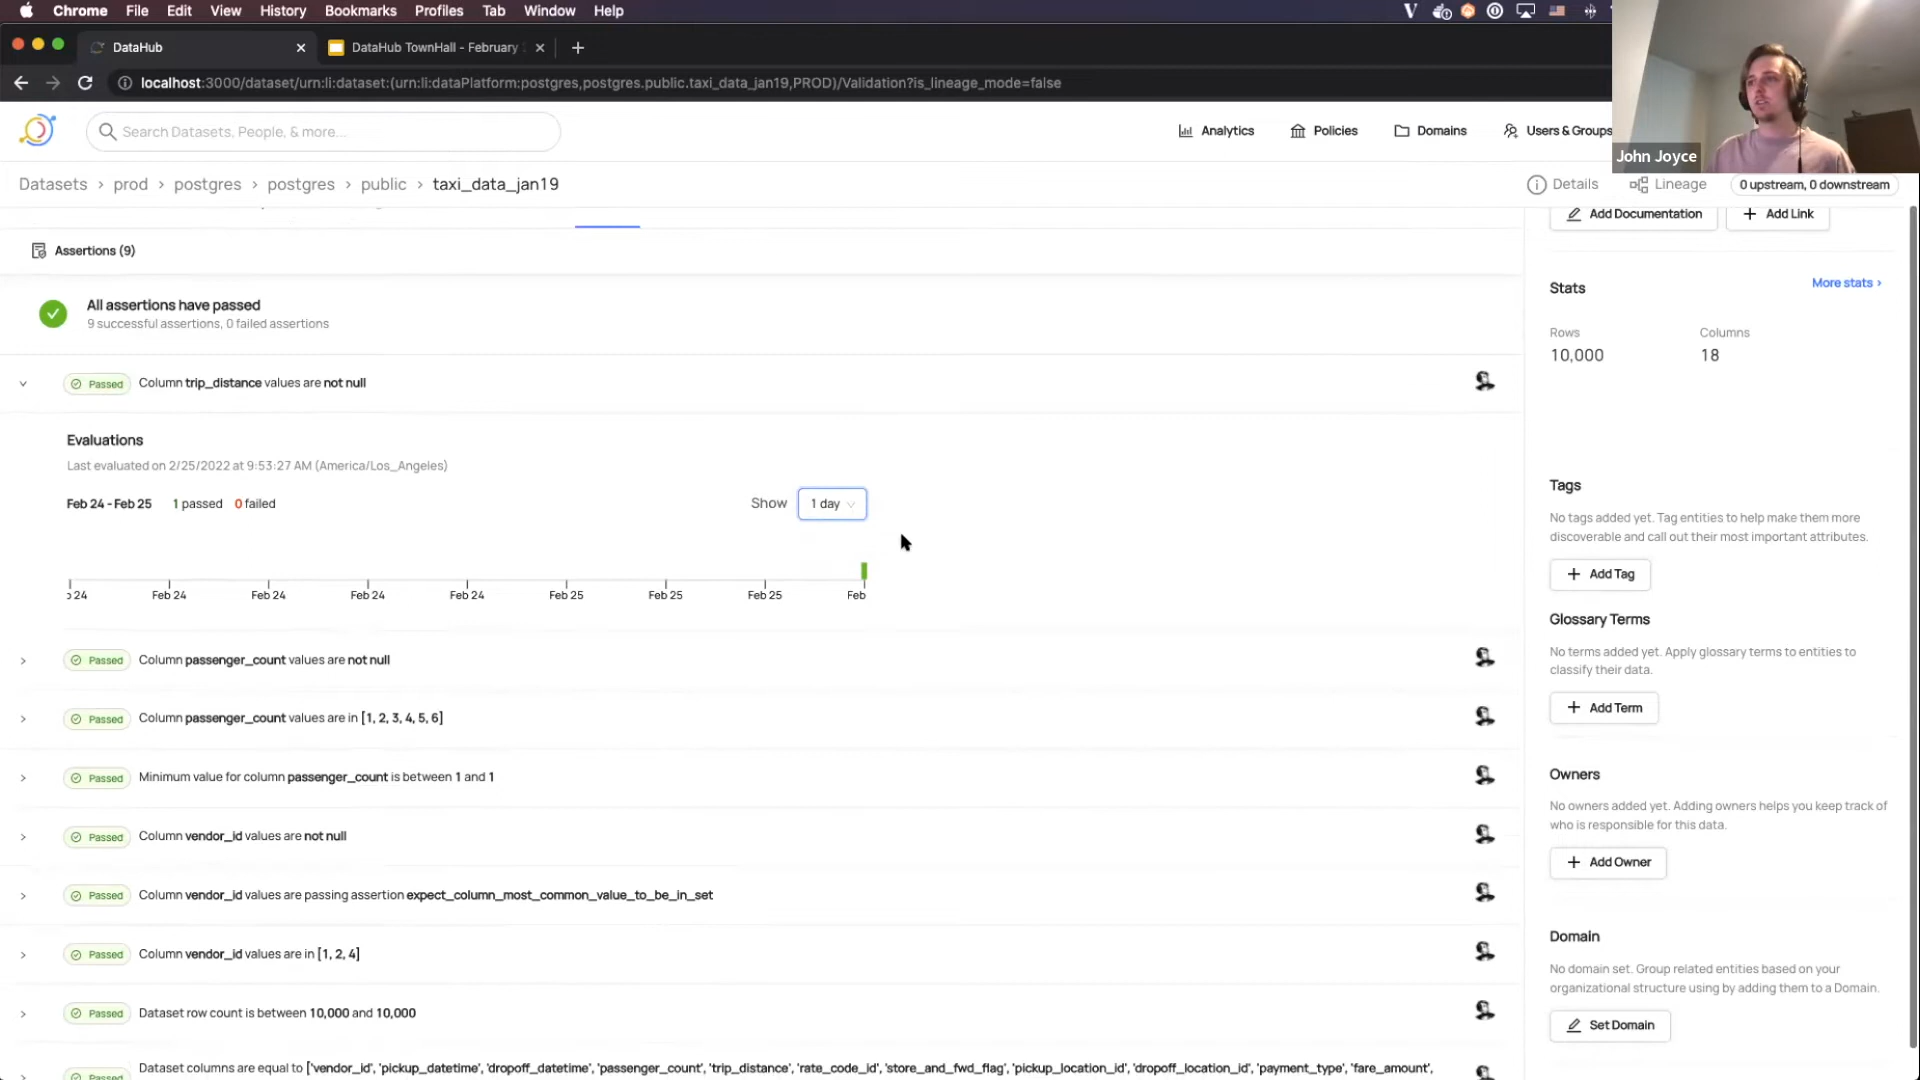 Chrome File Edit View History Bookmarks Profiles Tab Window Help
DataHub
DataHub TownHall - February
localhost:3000/dataset/urn:li:dataset:(urn:li:dataPlatform:postgres,postgres.public.taxi_data_jan19,PROD)/Validation?is_lineage_mode=false
Search Datasets, People, & more...
Analytics
Policies
Domains
Users & Groups
John Joyce
Datasets > prod > postgres > postgres > public > taxi_data_jan19
Details
Lineage
0 upstream, 0 downstream
Add Documentation
+ Add Link
Assertions (9)
All assertions have passed
9 successful assertions, 0 failed assertions
Passed Column trip_distance values are not null
Evaluations
Last evaluated on 2/25/2022 at 9:53:27 AM (America/Los_Angeles)
Feb 24 - Feb 25 1 passed 0 failed
Show 1 day
24 Feb 24 Feb 24 Feb 24 Feb 24 Feb 25 Feb 25 Feb 25 Feb
Passed Column passenger_count values are not null
Passed Column passenger_count values are in [1, 2, 3, 4, 5, 6]
Passed Minimum value for column passenger_count is between 1 and 1
Passed Column vendor_id values are not null
Passed Column vendor_id values are passing assertion expect_column_most_common_value_to_be_in_set
Passed Column vendor_id values are in [1, 2, 4]
Passed Dataset row count is between 10,000 and 10,000
Passed Dataset columns are equal to ['vendor_id', 'pickup_datetime', 'dropoff_datetime', 'passenger_count', 'trip_distance', 'rate_code_id', 'store_and_fwd_flag', 'pickup_location_id', 'dropoff_location_id', 'payment_type', 'fare_amount',
Stats
More stats >
Rows
Columns
10,000
18
Tags
No tags added yet. Tag entities to help make them more
discoverable and call out their most important attributes.
+ Add Tag
Glossary Terms
No terms added yet. Apply glossary terms to entities to
classify their data.
+ Add Term
Owners
No owners added yet. Adding owners helps you keep track of
who is responsible for this data.
+ Add Owner
Domain
No domain set. Group related entities based on your
organizational structure using by adding them to a Domain.
Set Domain